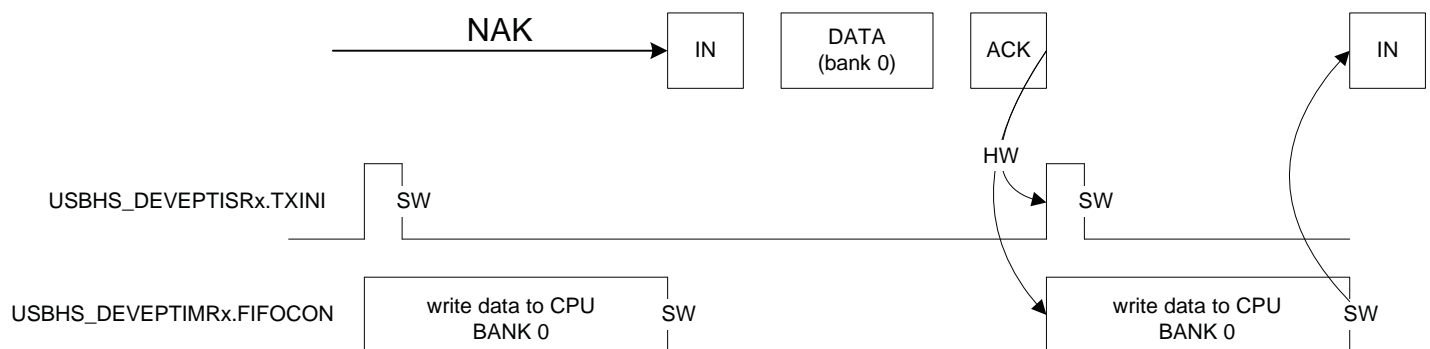 NAK
IN
DATA
(bank 0)
ACK
IN
HW
USBHS_DEVEPTISRx.TXINI
SW
SW
USBHS_DEVEPTIMRx.FIFOCON
write data to CPU
BANK 0
SW
write data to CPU
BANK 0
SW